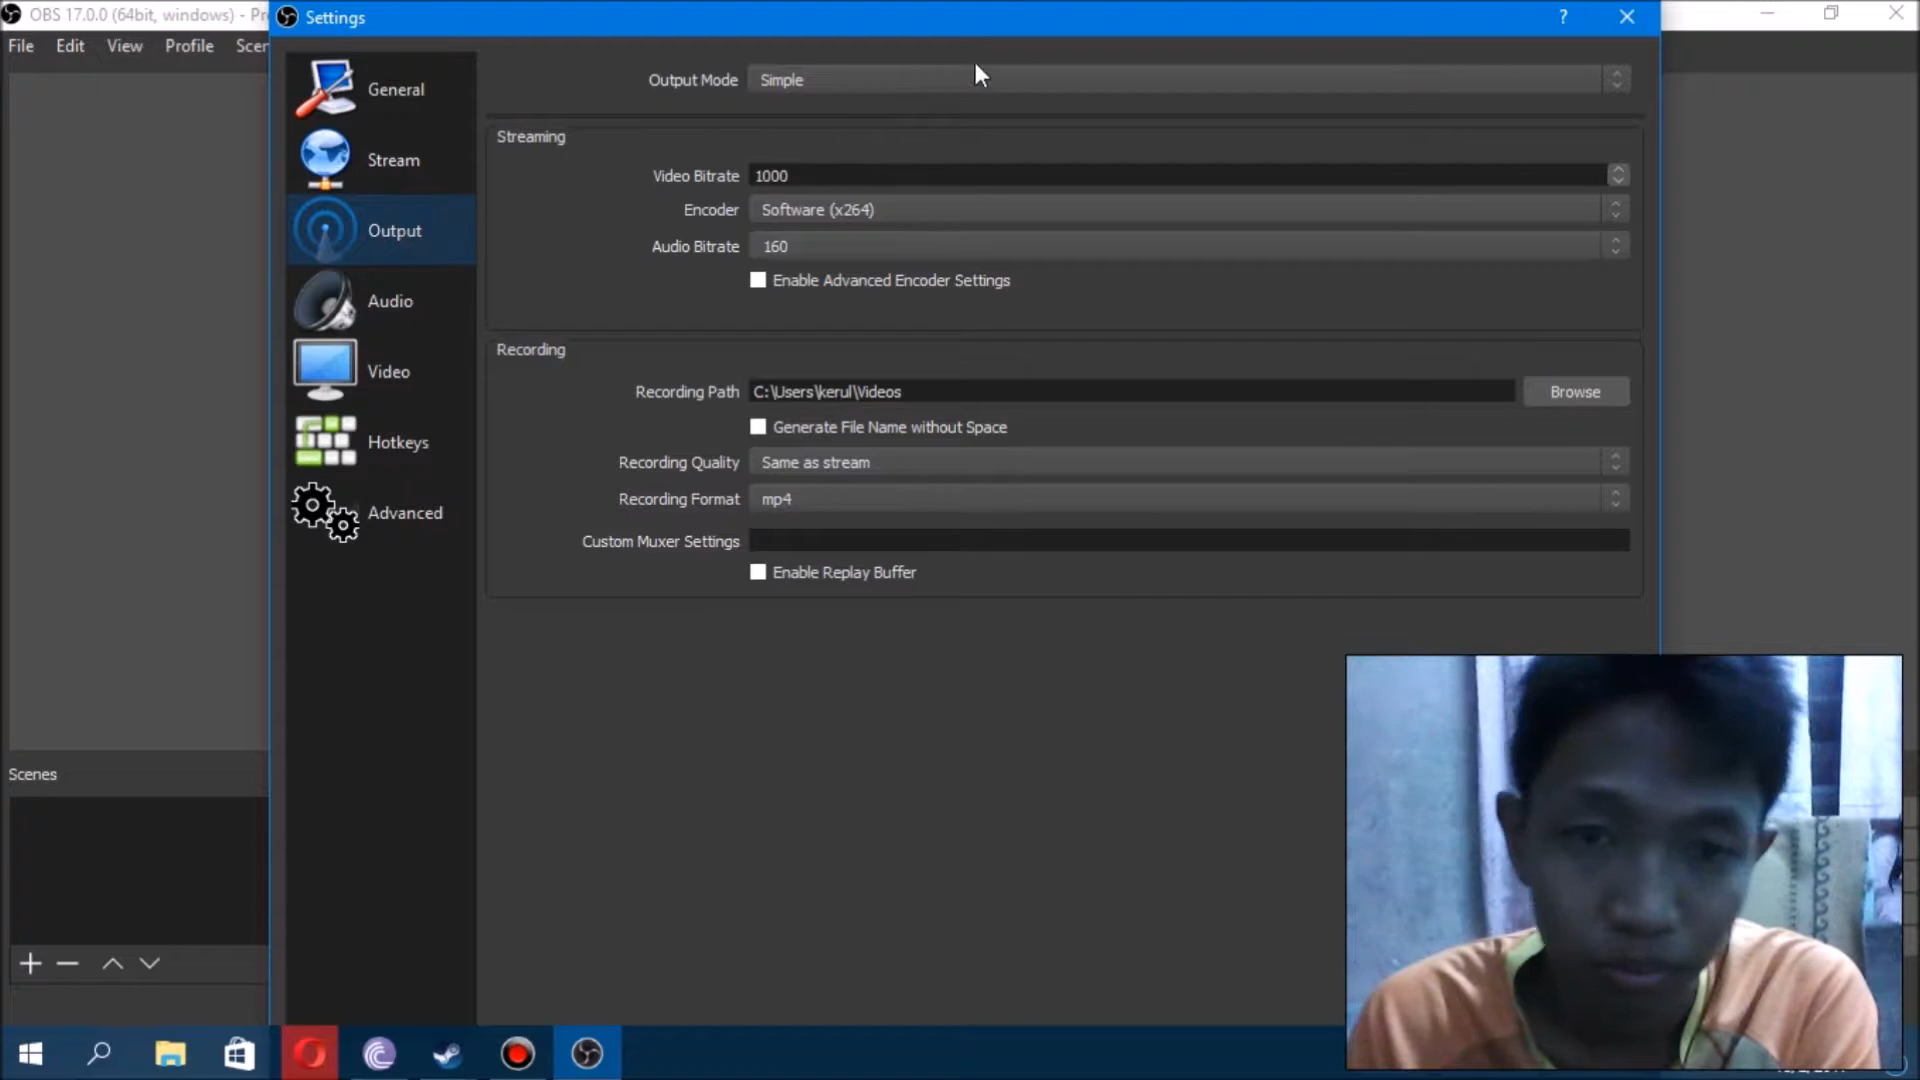 OBS 17.0.0 (64bit, windows) - Pr
Settings
?
File Edit View Profile Scer
General
Stream
Output
Audio
Video
Hotkeys
Advanced
Output Mode Simple
Streaming
Video Bitrate 1000
Encoder Software (x264)
Audio Bitrate 160
Enable Advanced Encoder Settings
Recording
Recording Path C:\Users\kerul\Videos Browse
Generate File Name without Space
Recording Quality Same as stream
Recording Format mp4
Custom Muxer Settings
Enable Replay Buffer
Scenes